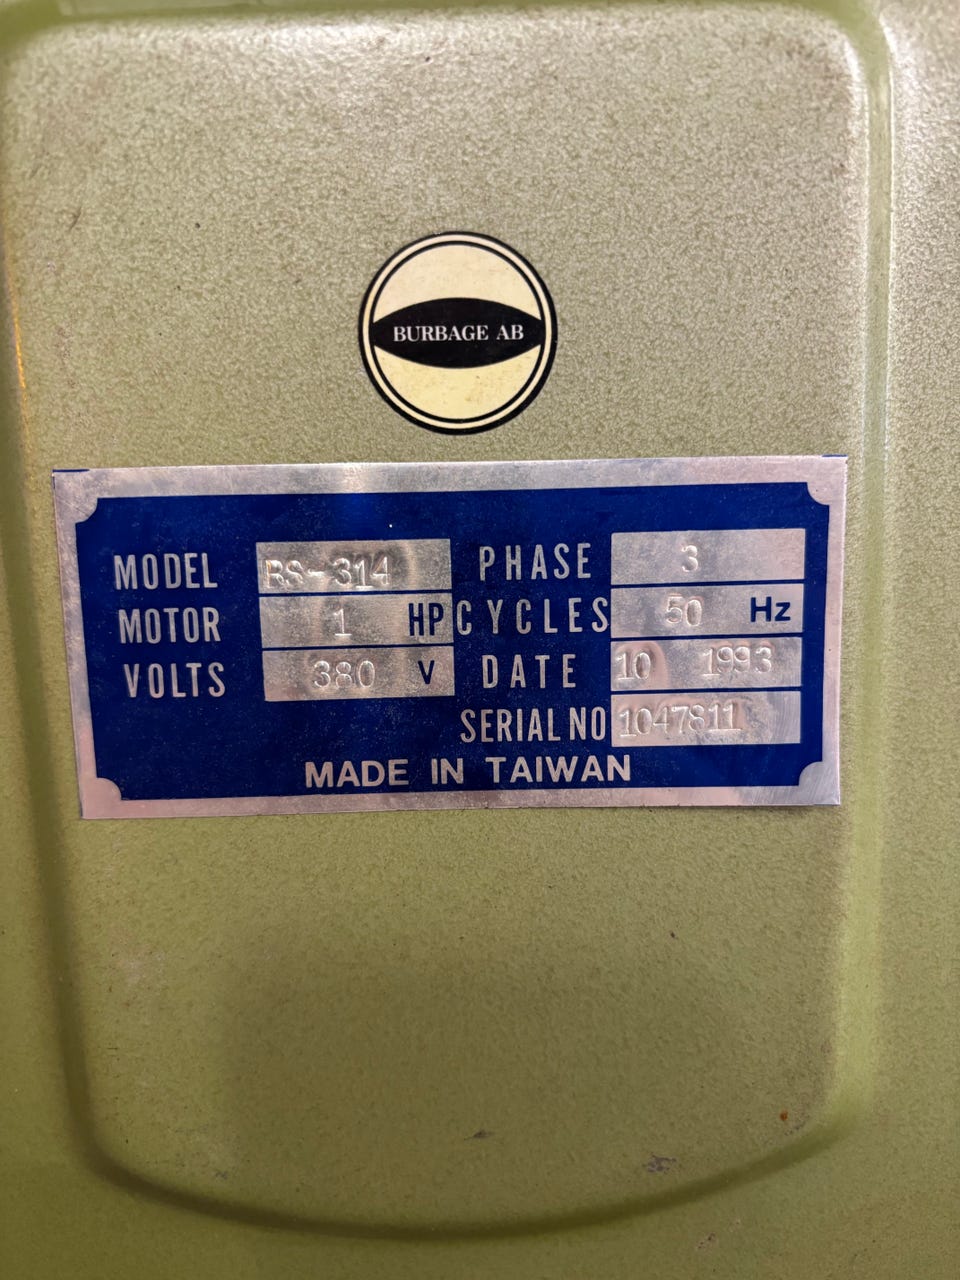 BURBAGE AB
MODEL BS-314 PHASE 3
MOTOR 1 HP CYCLES 50 Hz
VOLTS 380 V DATE 10 1993
SERIAL NO 1047811
MADE IN TAIWAN